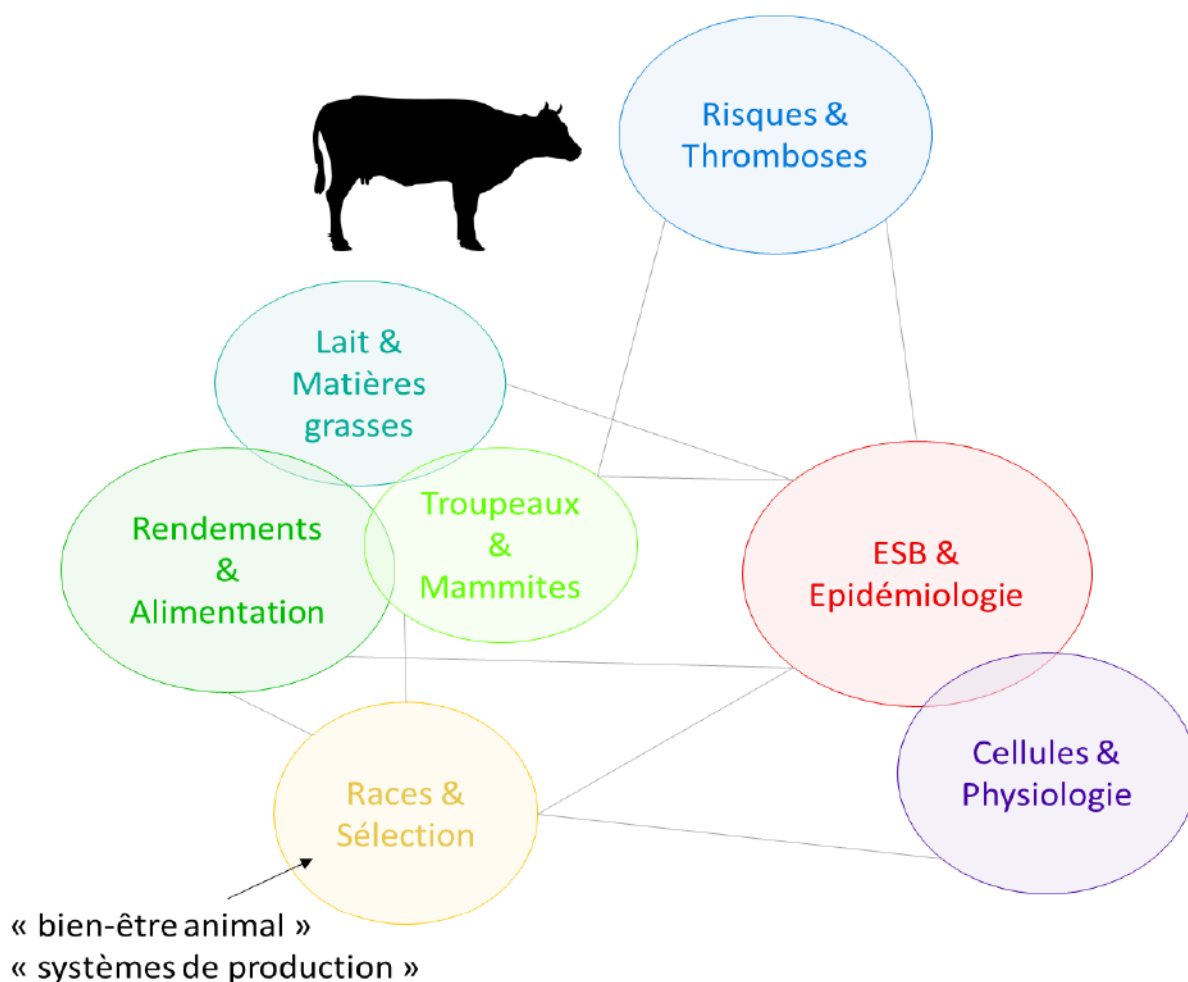 Risques &
Thromboses
Lait &
Matières
grasses
Rendements
&
Alimentation
Troupeaux
&
Mammites
ESB &
Epidémiologie
Cellules &
Physiologie
Races &
Sélection
« bien-être animal »
« systèmes de production »